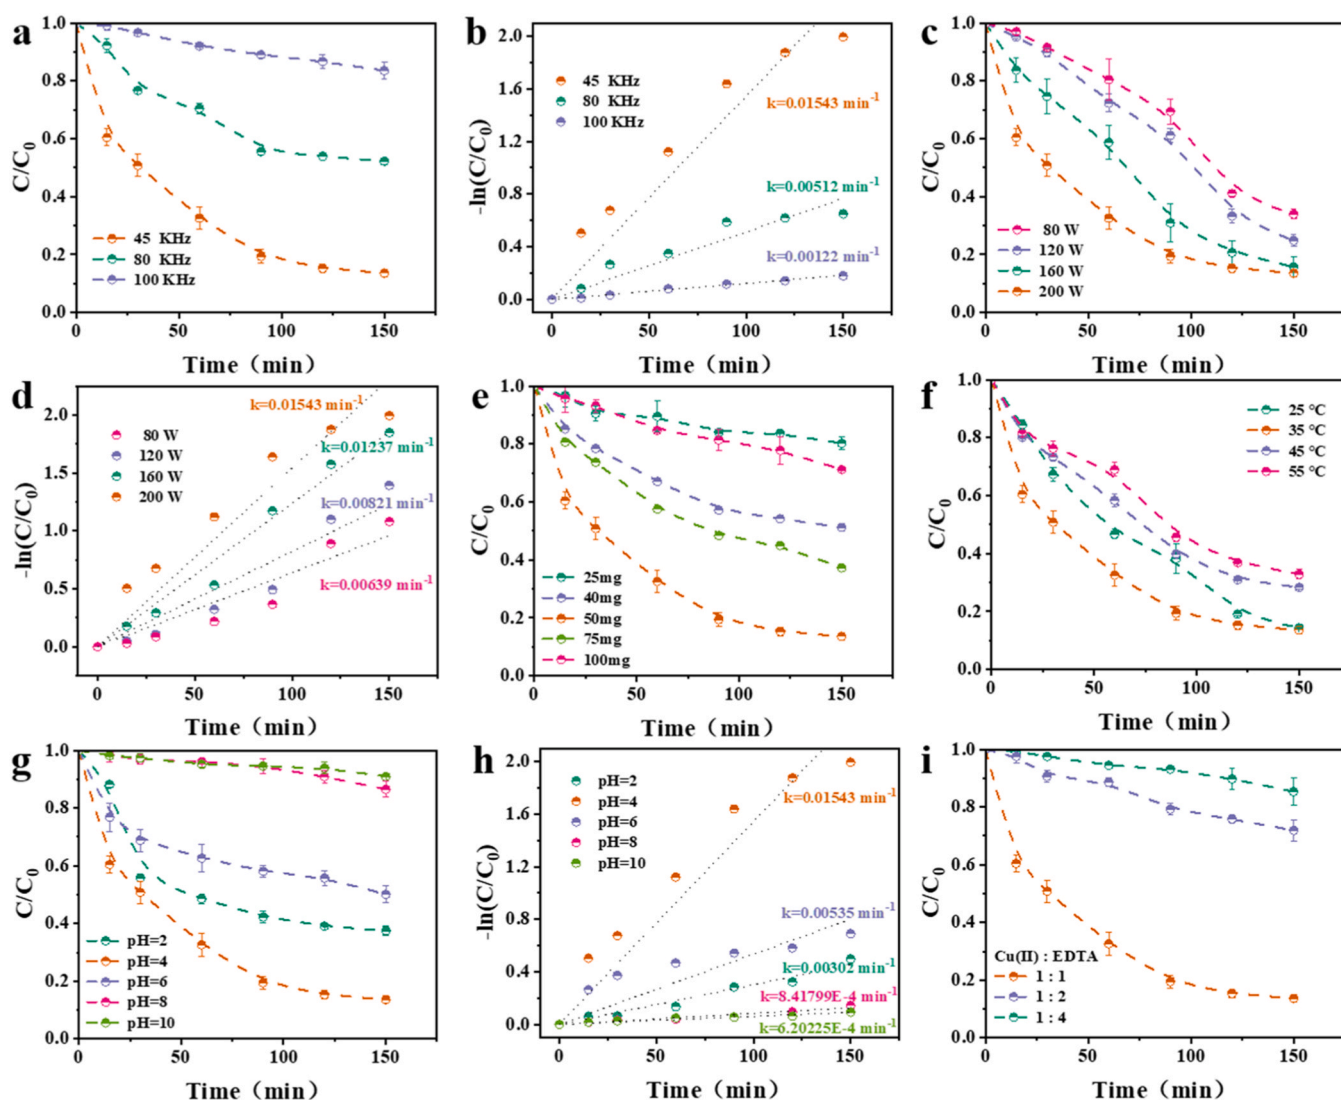 a
1.0
0.8
0.6
0.4
0.2
0.0
C/C0
45 KHz
80 KHz
100 KHz
0
50
100
150
Time（min）
b
2.0
1.6
1.2
0.8
0.4
0.0
-ln(C/C0)
45 KHz
80 KHz
100 KHz
k=0.01543 min-1
k=0.00512 min-1
k=0.00122 min-1
0
50
100
150
Time（min）
c
1.0
0.8
0.6
0.4
0.2
0.0
C/C0
80 W
120 W
160 W
200 W
0
50
100
150
Time（min）
d
2.0
1.5
1.0
0.5
0.0
-ln(C/C0)
80 W
120 W
160 W
200 W
k=0.01543 min-1
k=0.01237 min-1
k=0.00821 min-1
k=0.00639 min-1
0
50
100
150
Time（min）
e
1.0
0.8
0.6
0.4
0.2
0.0
C/C0
25mg
40mg
50mg
75mg
100mg
0
50
100
150
Time（min）
f
1.0
0.8
0.6
0.4
0.2
0.0
C/C0
25 °C
35 °C
45 °C
55 °C
0
50
100
150
Time（min）
g
1.0
0.8
0.6
0.4
0.2
0.0
C/C0
pH=2
pH=4
pH=6
pH=8
pH=10
0
50
100
150
Time（min）
h
2.0
1.6
1.2
0.8
0.4
0.0
-ln(C/C0)
pH=2
pH=4
pH=6
pH=8
pH=10
k=0.01543 min-1
k=0.00535 min-1
k=0.00302 min-1
k=8.41799E-4 min-1
k=6.20225E-4 min-1
0
50
100
150
Time（min）
i
1.0
0.8
0.6
0.4
0.2
0.0
C/C0
Cu(II) : EDTA
1 : 1
1 : 2
1 : 4
0
50
100
150
Time（min）